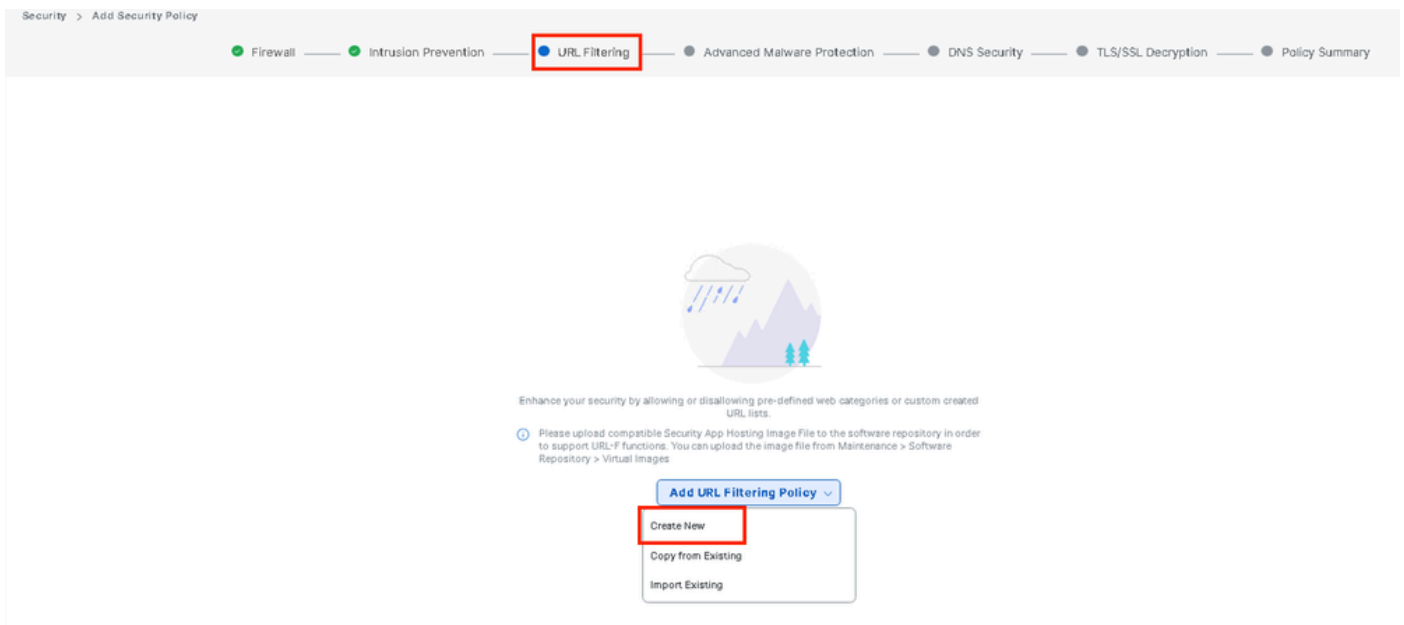 Security > Add Security Policy
Firewall Intrusion Prevention URL Filtering Advanced Malware Protection DNS Security TLS/SSL Decryption Policy Summary
Enhance your security by allowing or disallowing pre-defined web categories or custom created
URL lists.
Please upload compatible Security App Hosting Image File to the software repository in order
to support URL-F functions. You can upload the image file from Maintenance > Software
Repository > Virtual Images
Add URL Filtering Policy
Create New
Copy from Existing
Import Existing